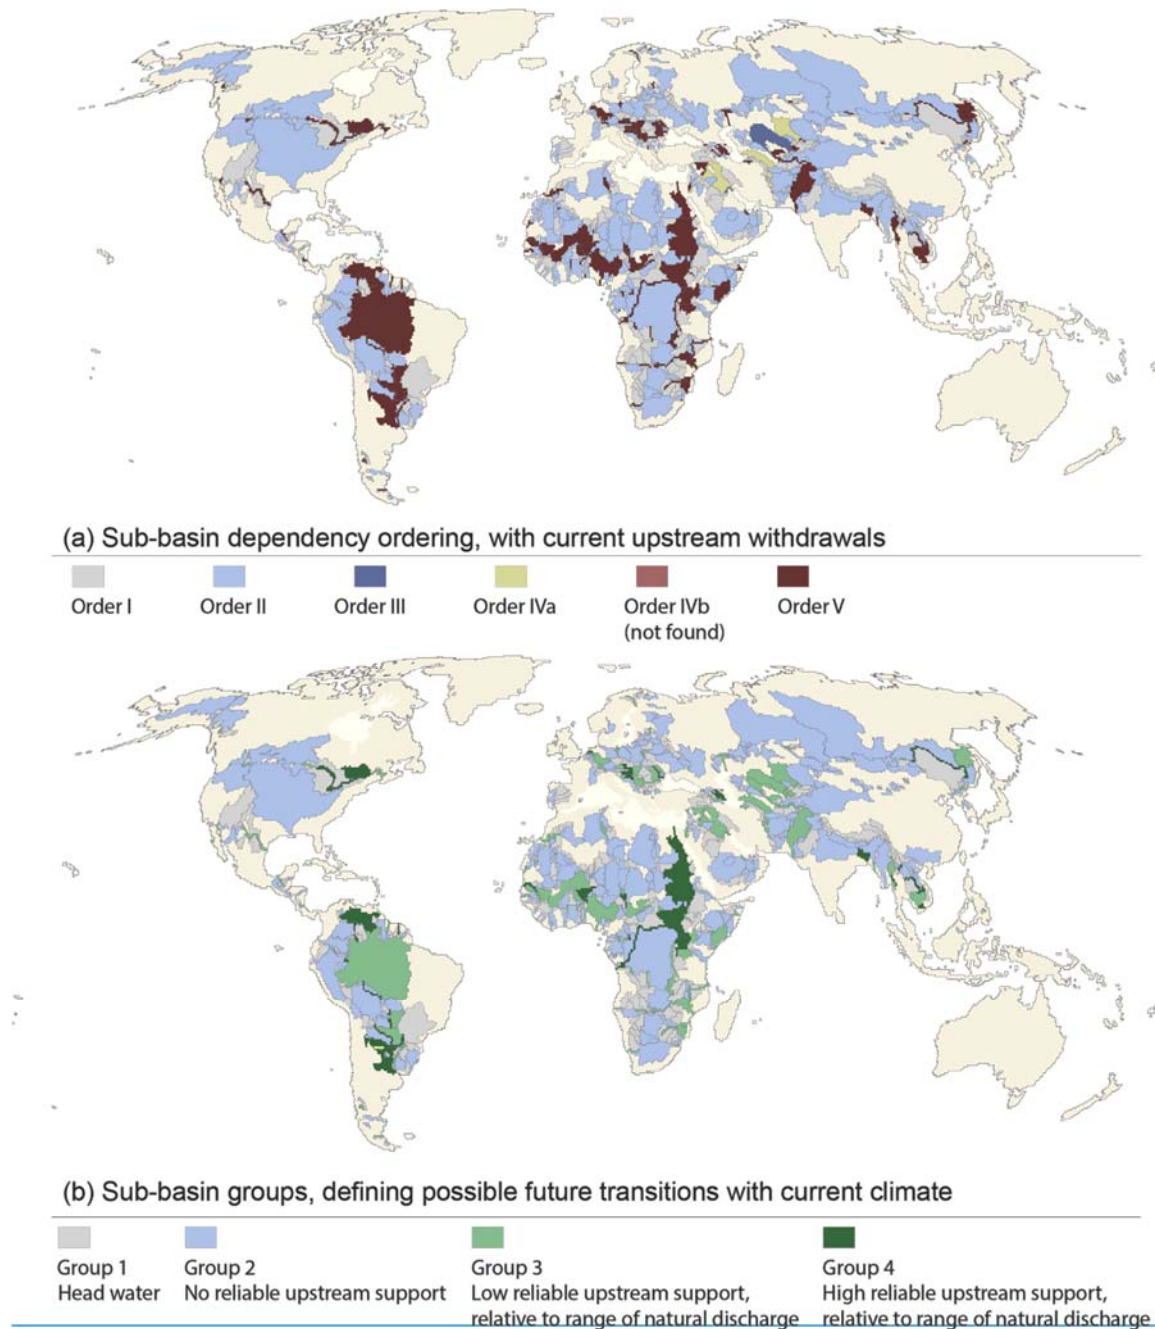 (a) Sub-basin dependency ordering, with current upstream withdrawals
Order I
Order II
Order III
Order IVa
Order IVb
(not found)
Order V
(b) Sub-basin groups, defining possible future transitions with current climate
Group 1
Head water
Group 2
No reliable upstream support
Group 3
Low reliable upstream support,
relative to range of natural discharge
Group 4
High reliable upstream support,
relative to range of natural discharge